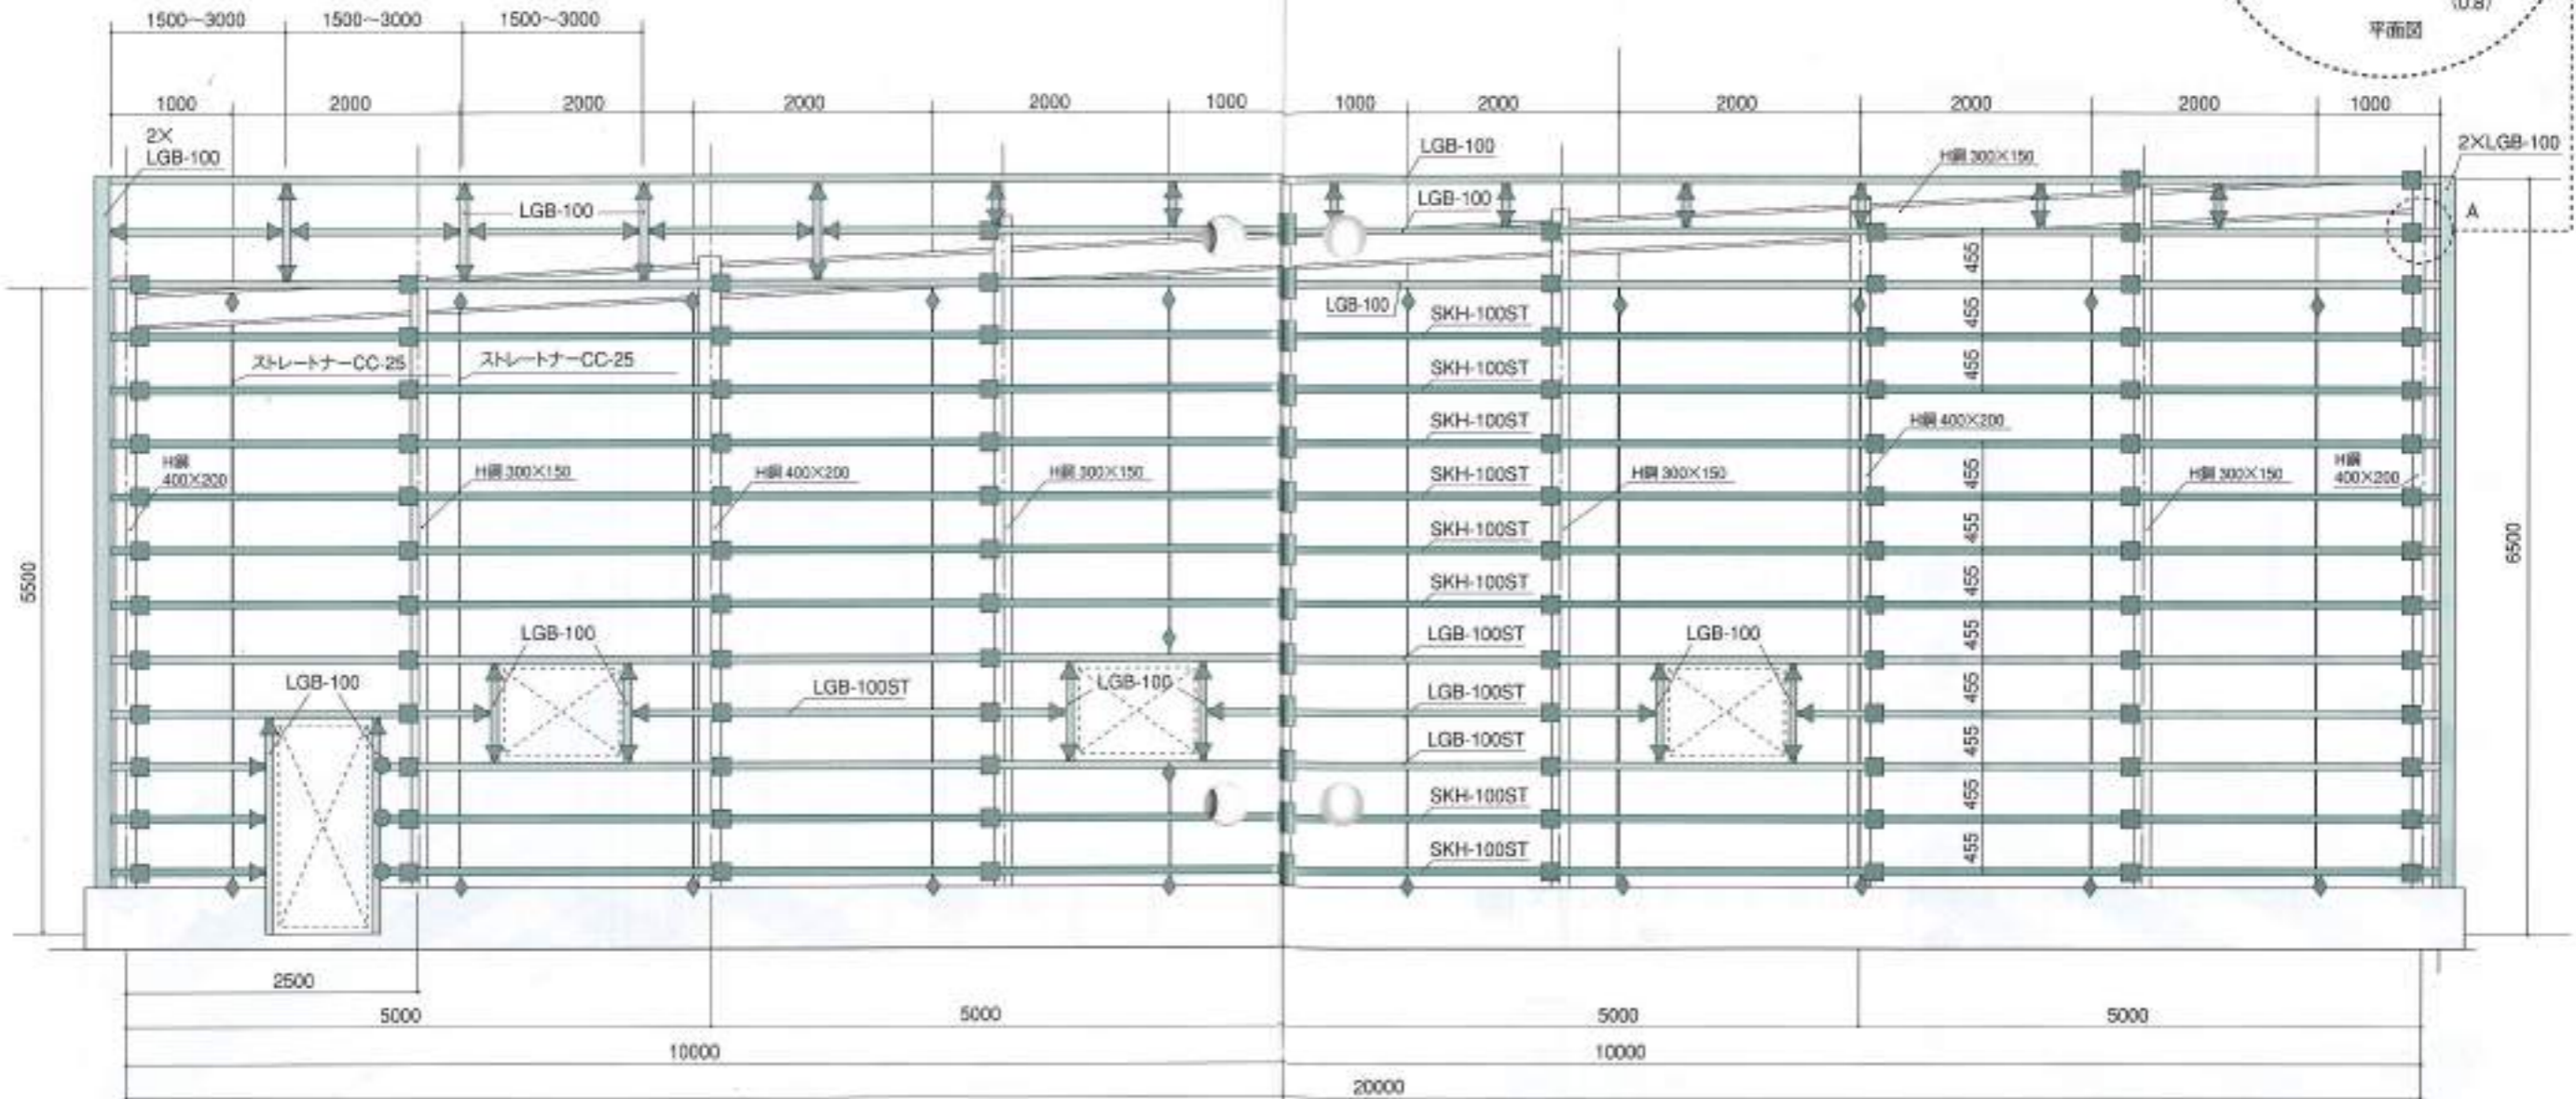 (0.8)
平面図
1500〜3000
1500〜3000
1500〜3000
1000
2000
2000
2000
2000
1000
1000
2000
2000
2000
2000
1000
2×
LGB-100
LGB-100
H鋼 300×150
2×LGB-100
LGB-100
LGB-100
A
455
LGB-100
SKH-100ST
455
ストレートナーCC-25
ストレートナーCC-25
SKH-100ST
455
SKH-100ST
H鋼 400×200
H鋼
400×200
H鋼 300×150
H鋼 400×200
H鋼 300×150
SKH-100ST
H鋼 300×150
455
H鋼 300×150
H鋼
400×200
SKH-100ST
455
5500
6500
SKH-100ST
455
LGB-100
LGB-100ST
LGB-100
455
LGB-100
LGB-100ST
LGB-100
LGB-100ST
455
LGB-100ST
455
SKH-100ST
455
SKH-100ST
455
2500
5000
5000
5000
5000
10000
10000
20000